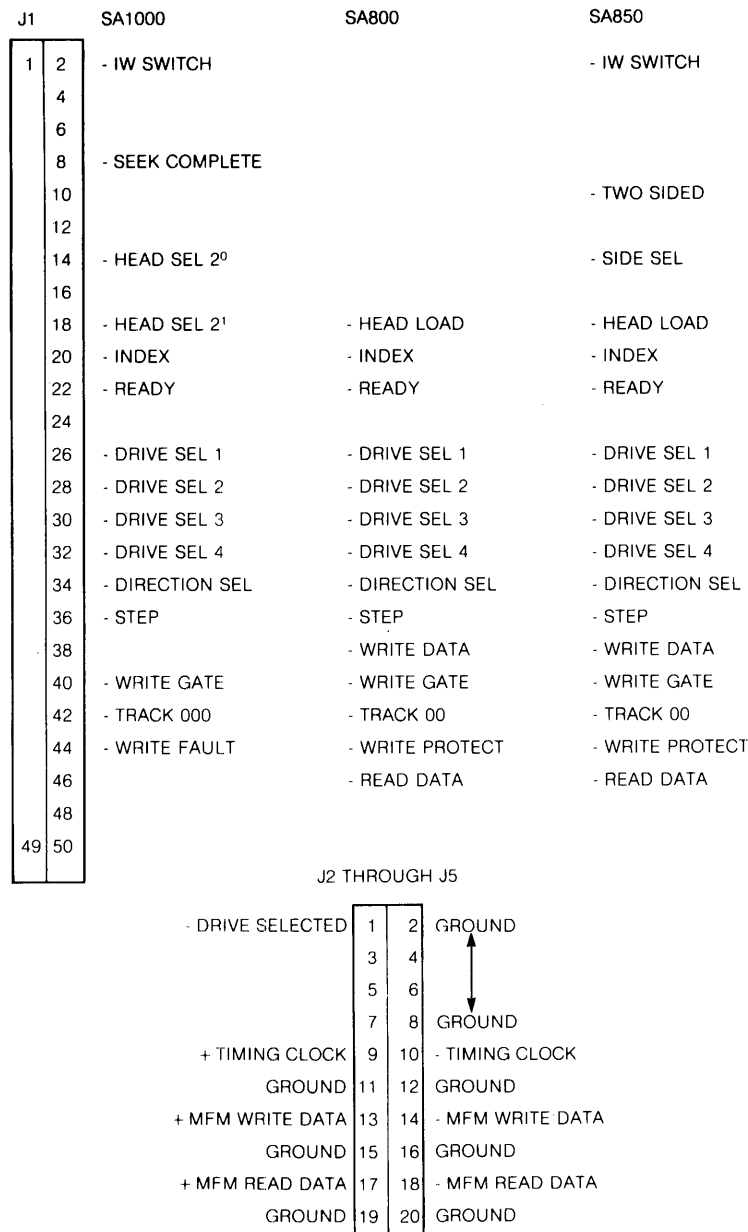 J1 SA1000 SA800 SA850
1 2 - IW SWITCH - IW SWITCH
4
6
8 - SEEK COMPLETE
10 - TWO SIDED
12
14 - HEAD SEL 2⁰ - SIDE SEL
16
18 - HEAD SEL 2¹ - HEAD LOAD - HEAD LOAD
20 - INDEX - INDEX - INDEX
22 - READY - READY - READY
24
26 - DRIVE SEL 1 - DRIVE SEL 1 - DRIVE SEL 1
28 - DRIVE SEL 2 - DRIVE SEL 2 - DRIVE SEL 2
30 - DRIVE SEL 3 - DRIVE SEL 3 - DRIVE SEL 3
32 - DRIVE SEL 4 - DRIVE SEL 4 - DRIVE SEL 4
34 - DIRECTION SEL - DIRECTION SEL - DIRECTION SEL
36 - STEP - STEP - STEP
38 - WRITE DATA - WRITE DATA
40 - WRITE GATE - WRITE GATE - WRITE GATE
42 - TRACK 000 - TRACK 00 - TRACK 00
44 - WRITE FAULT - WRITE PROTECT - WRITE PROTECT
46 - READ DATA - READ DATA
48
49 50
J2 THROUGH J5
- DRIVE SELECTED 1 2 GROUND
3 4
5 6
7 8 GROUND
+ TIMING CLOCK 9 10 - TIMING CLOCK
GROUND 11 12 GROUND
+ MFM WRITE DATA 13 14 - MFM WRITE DATA
GROUND 15 16 GROUND
+ MFM READ DATA 17 18 - MFM READ DATA
GROUND 19 20 GROUND